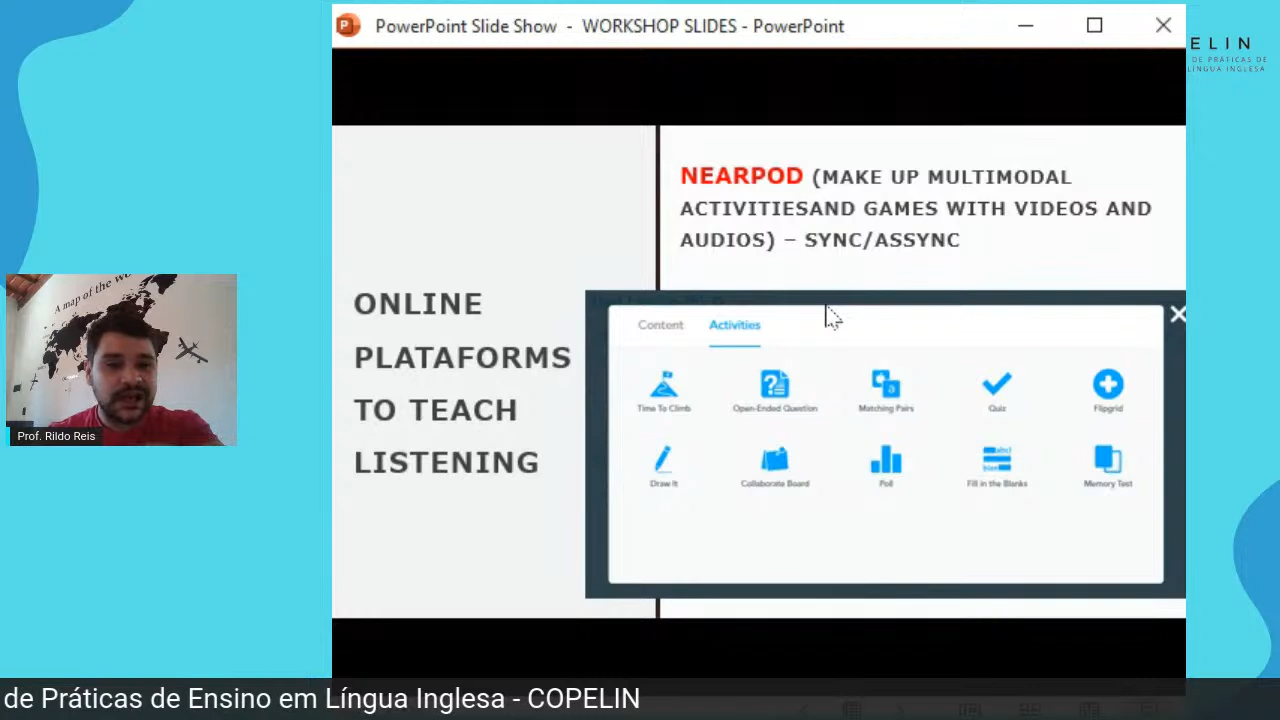 PowerPoint Slide Show - WORKSHOP SLIDES - PowerPoint
ELIN
DE PRÁTICAS DE
LÍNGUA INGLESA
NEARPOD (MAKE UP MULTIMODAL
ACTIVITIESAND GAMES WITH VIDEOS AND
AUDIOS) – SYNC/ASSYNC
ONLINE
PLATAFORMS
TO TEACH
LISTENING
Content Activities
Time To Climb Open-Ended Question Matching Pairs Quiz Flipgrid
Draw It Collaborate Board Poll Fill in the Blanks Memory Test
A map of the wo
Prof. Rildo Reis
de Práticas de Ensino em Língua Inglesa - COPELIN